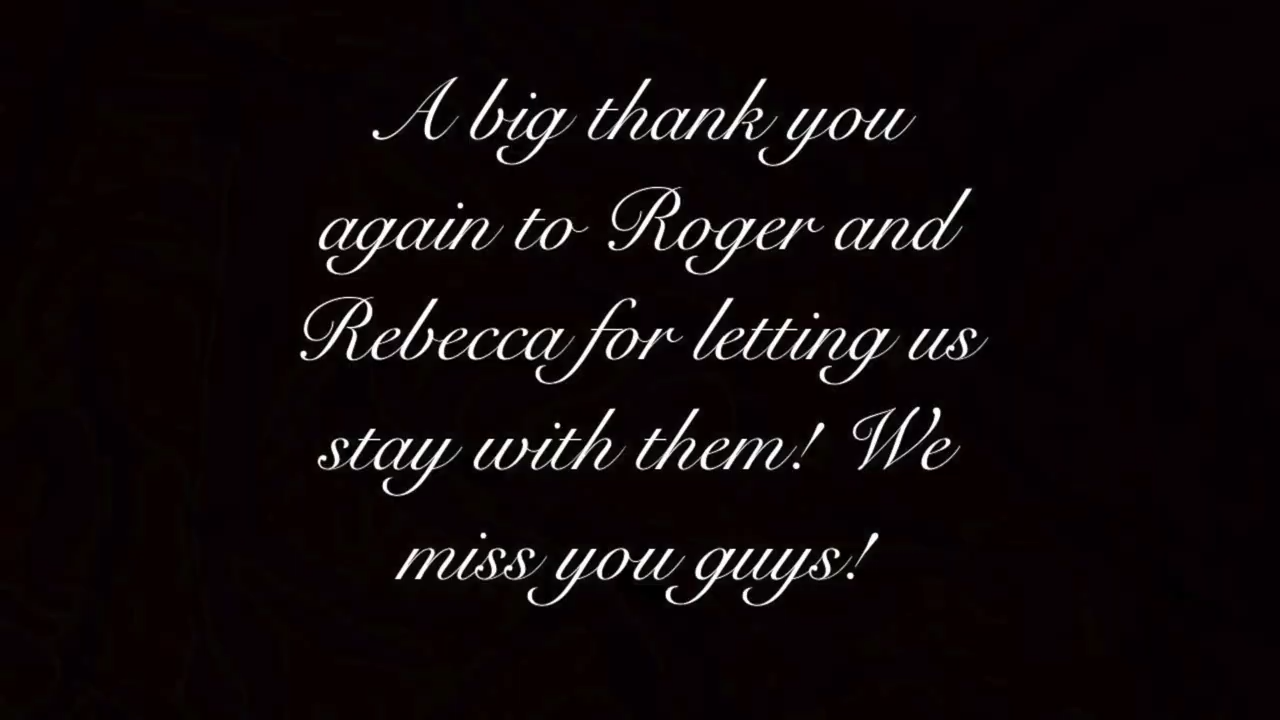 A big thank you
again to Roger and
Rebecca for letting us
stay with them! We
miss you guys!